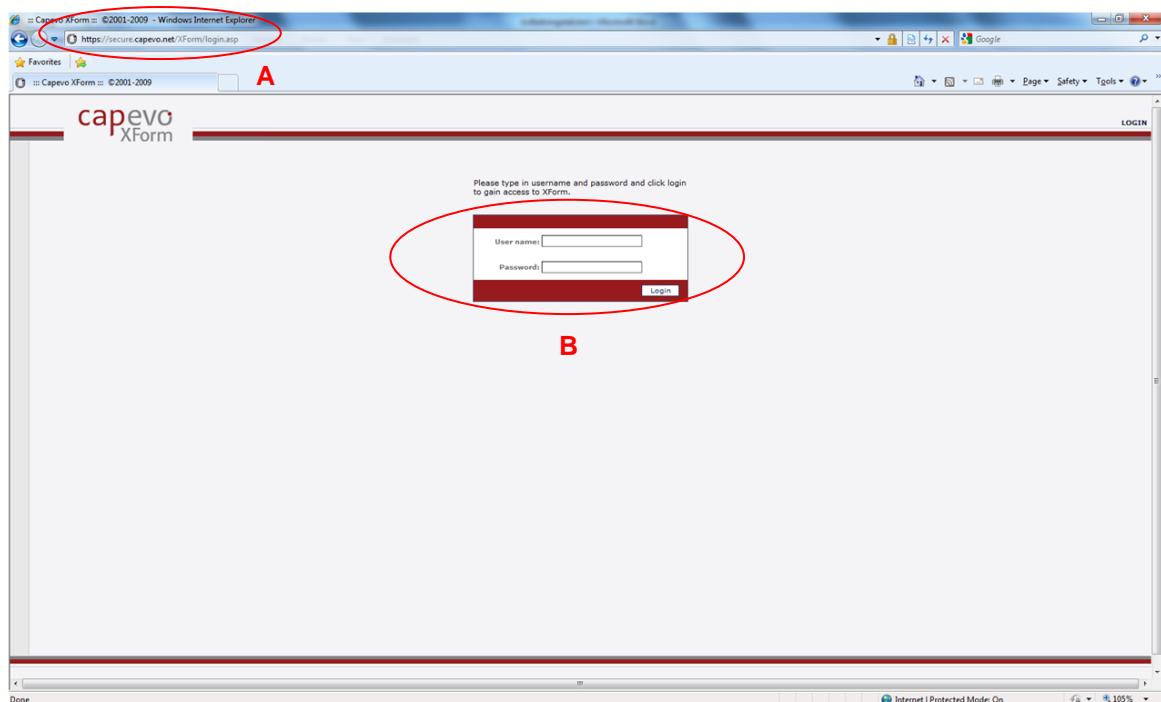 ::: Capevo XForm ::: ©2001-2009 - Windows Internet Explorer
https://secure.capevo.net/XForm/login.asp
Google
Favorites
::: Capevo XForm ::: ©2001-2009
Page Safety Tools
A
capevo
XForm
LOGIN
Please type in username and password and click login
to gain access to XForm.
User name:
Password:
Login
B
Done
Internet | Protected Mode: On
105%